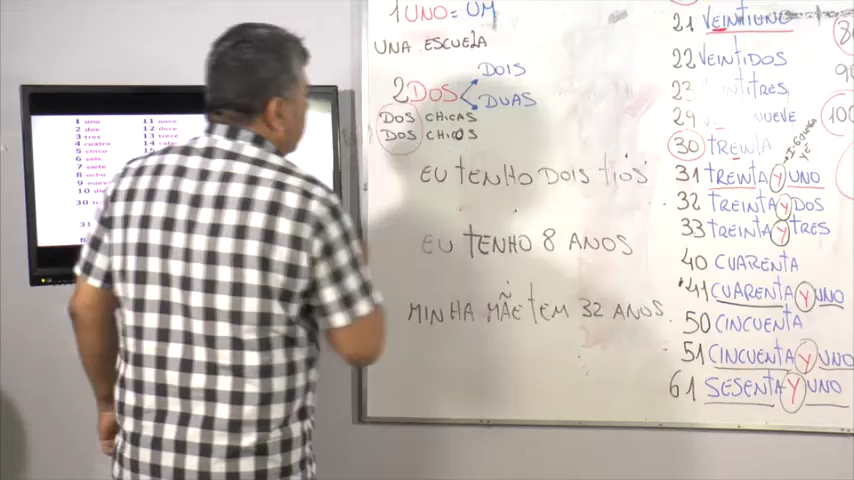 1 uno 11 once
2 dos 12 doce
3 tres 13 trece
4 cuatro
5 cinco
6 seis
7 siete
8 ocho
1 UNO = UM
UNA ESCUELA
2 DOS DOIS
DUAS
DOS CHICAS
DOS CHICOS
EU TENHO DOIS TIOS
EU TENHO 8 ANOS
MINHA MÃE TEM 32 ANOS.
21 VEINTIUNO
22 VEINTIDOS
30 TREINTA
31 TREINTA Y UNO
32 TREINTA Y DOS
33 TREINTA Y TRES
40 CUARENTA
41 CUARENTA Y UNO
50 CINCUENTA
51 CINCUENTA Y UNO
61 SESENTA Y UNO
100